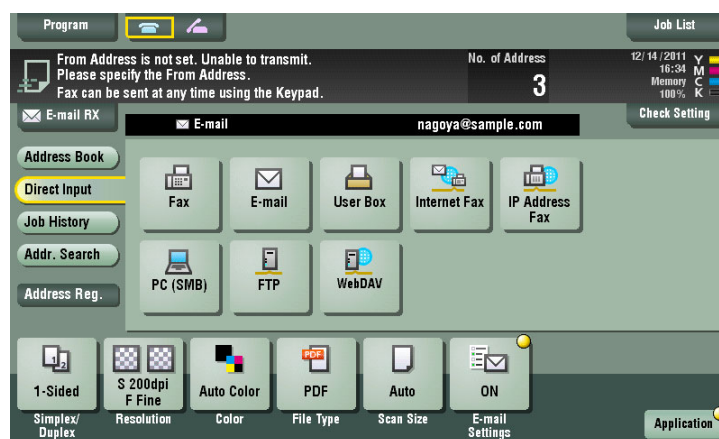 Program
Job List
From Address is not set. Unable to transmit.
Please specify the From Address.
Fax can be sent at any time using the Keypad.
No. of Address
3
12/14/2011
16:34
Memory
100%
Y
M
C
K
E-mail RX
E-mail
nagoya@sample.com
Check Setting
Address Book
Direct Input
Job History
Addr. Search
Address Reg.
Fax
E-mail
User Box
Internet Fax
IP Address
Fax
PC (SMB)
FTP
WebDAV
1 2
1-Sided
S 200dpi
F Fine
Auto Color
PDF
PDF
Auto
ON
Simplex/
Duplex
Resolution
Color
File Type
Scan Size
E-mail
Settings
Application